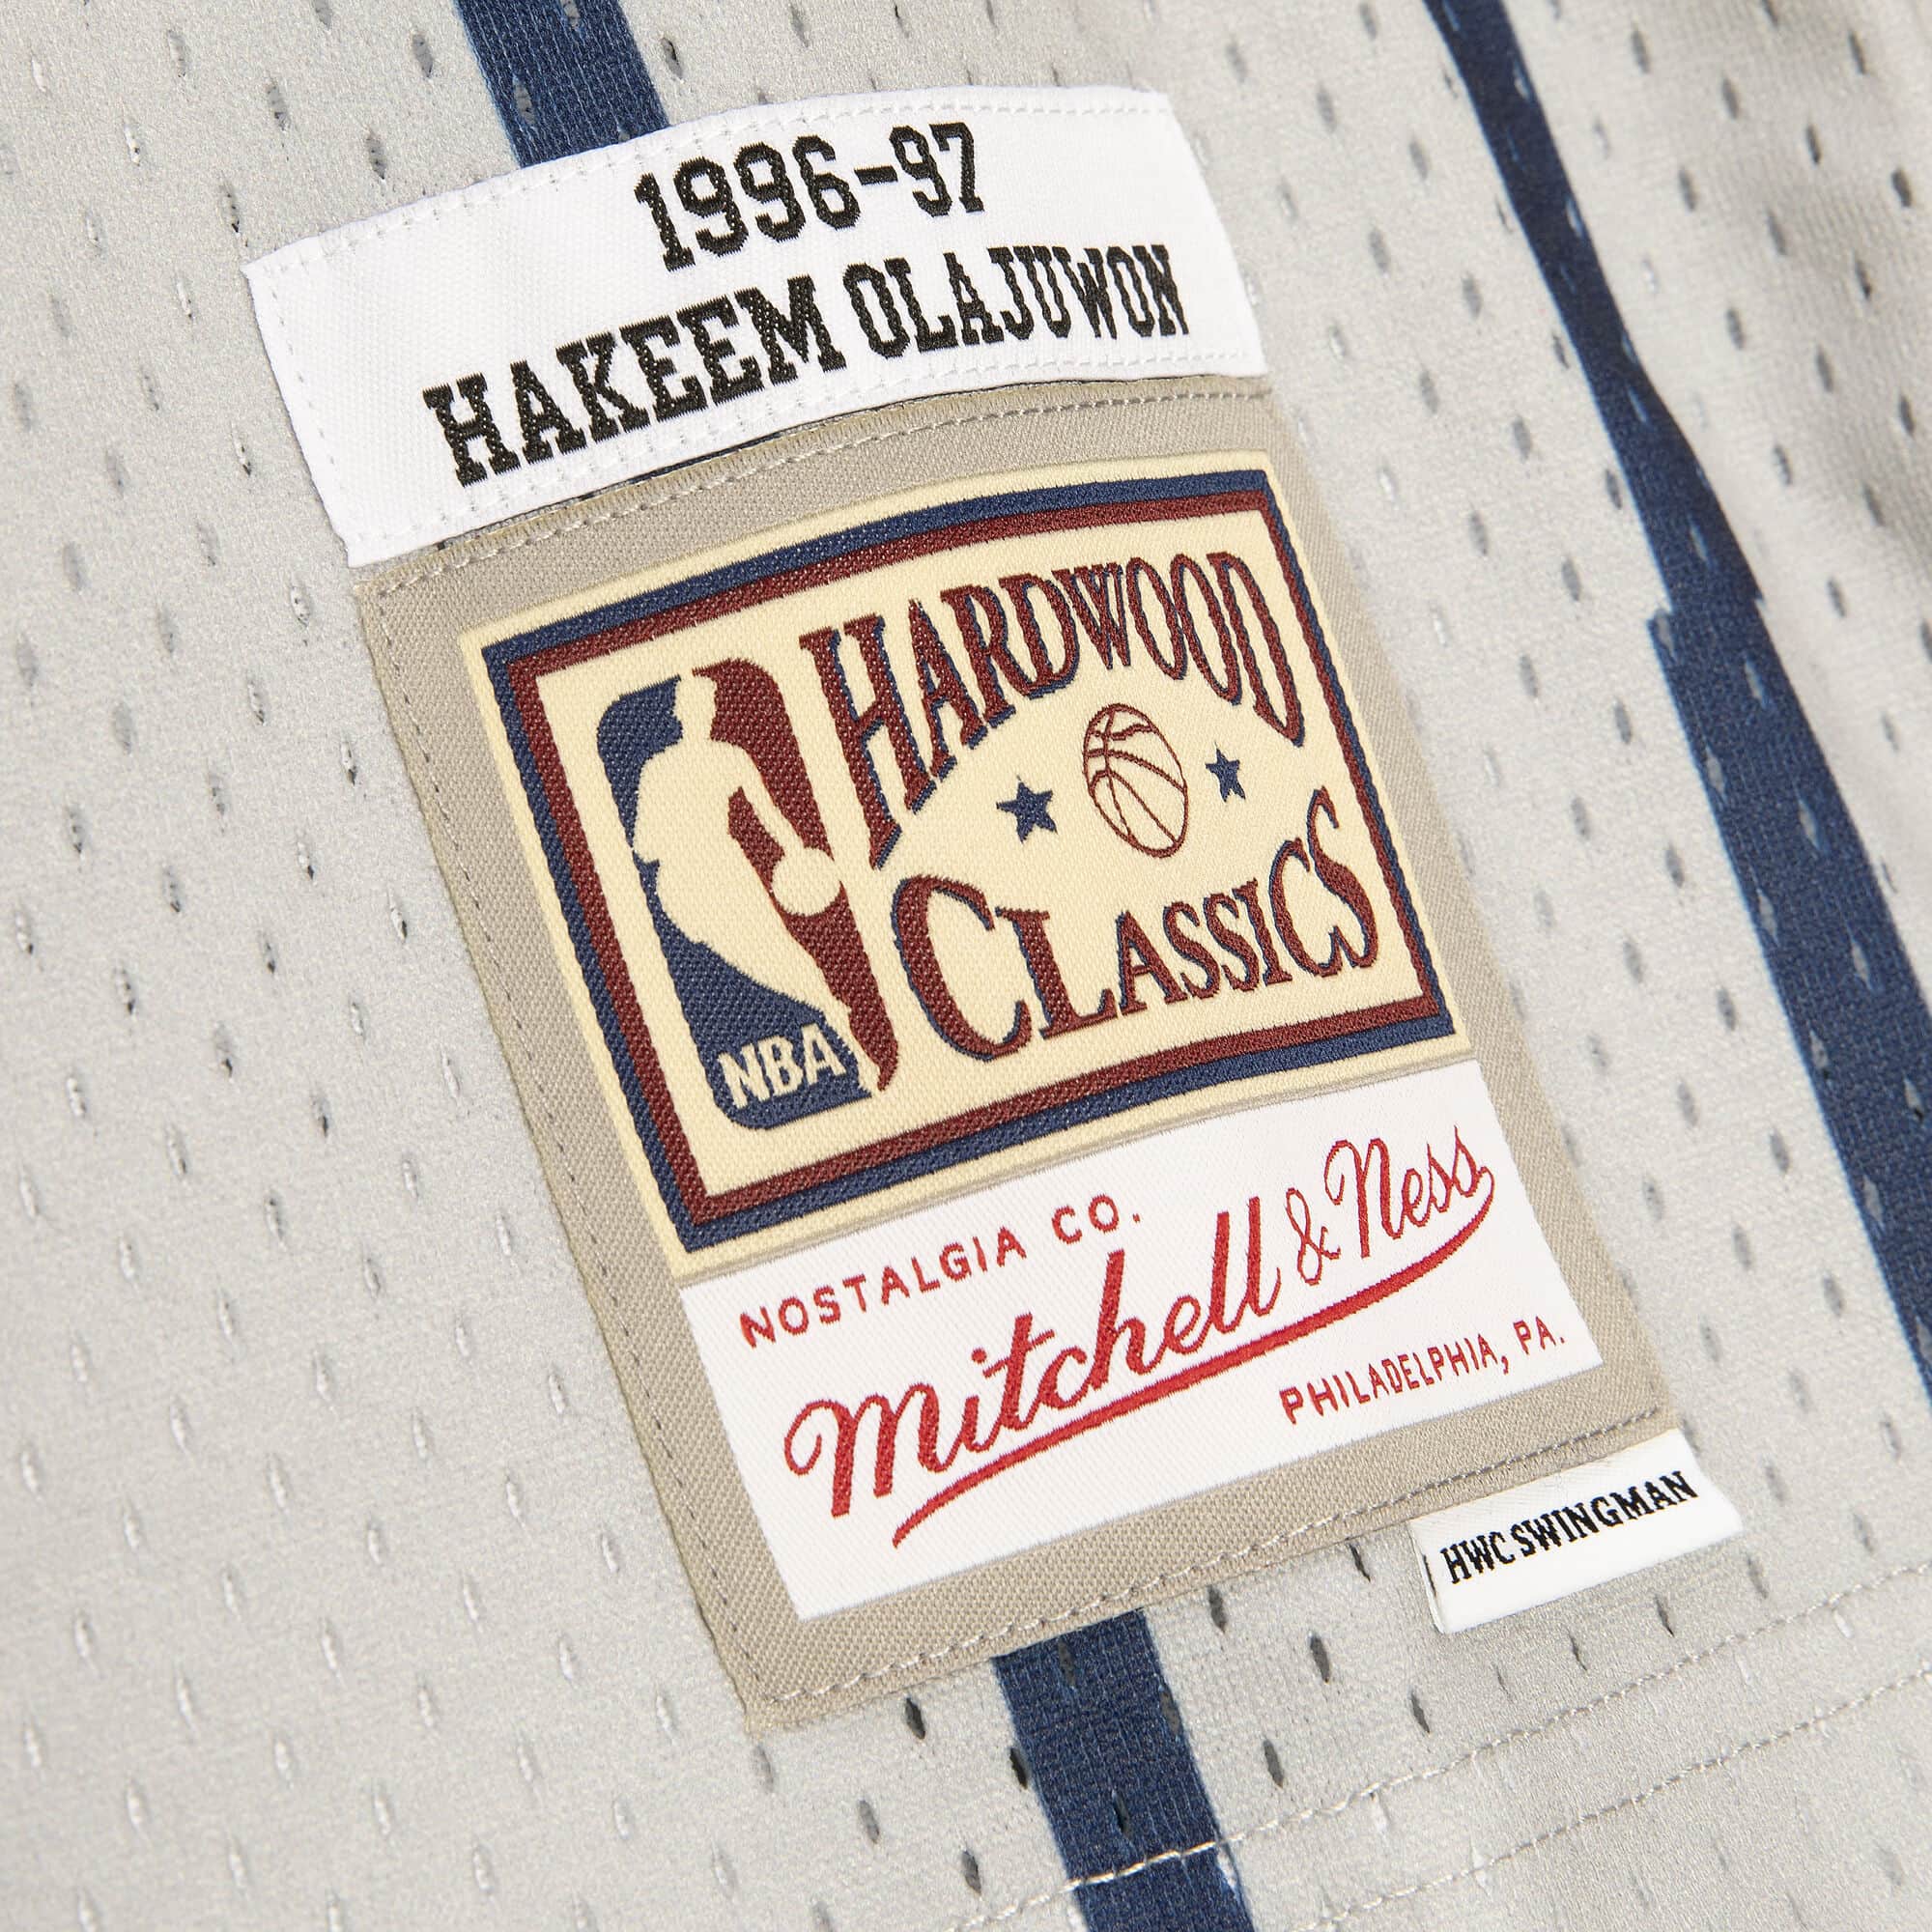 1996-97
HAKEEM OLAJUWON
HARDWOOD
CLASSICS
NBA
NOSTALGIA CO.
Mitchell & Ness
PHILADELPHIA, PA.
HWC SWINGMAN